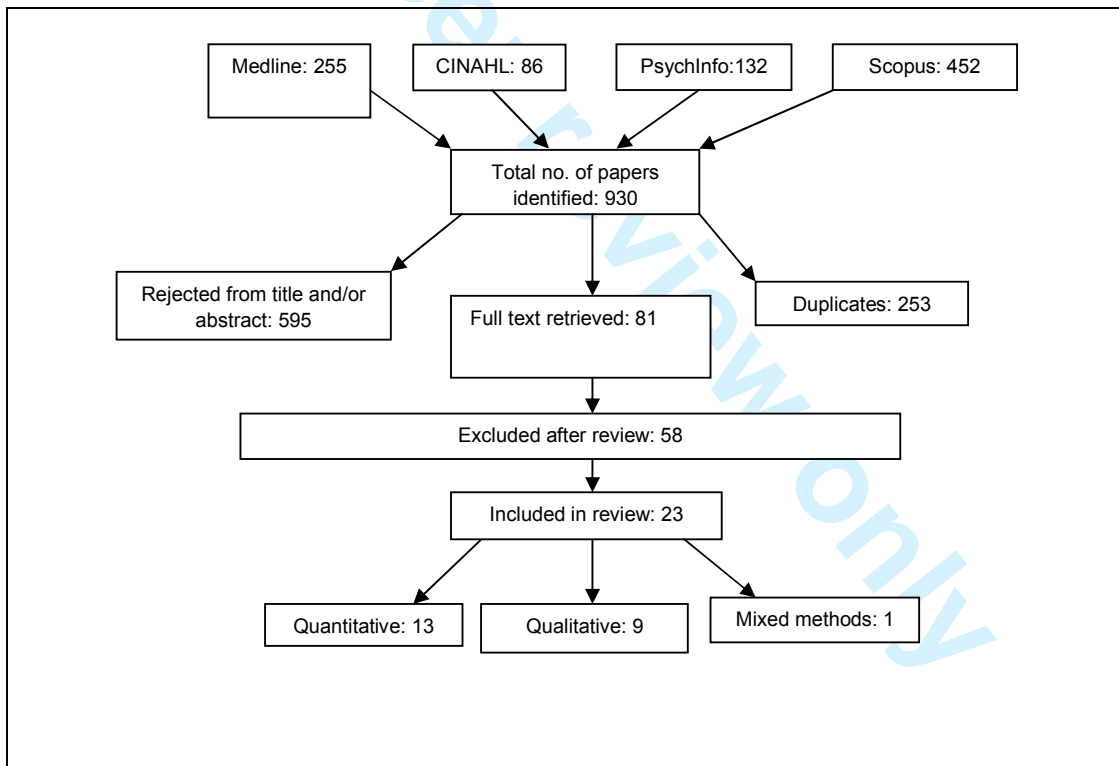 Medline: 255
CINAHL: 86
PsychInfo:132
Scopus: 452
Total no. of papers
identified: 930
Rejected from title and/or
abstract: 595
Full text retrieved: 81
Duplicates: 253
Excluded after review: 58
Included in review: 23
Quantitative: 13
Qualitative: 9
Mixed methods: 1
review only